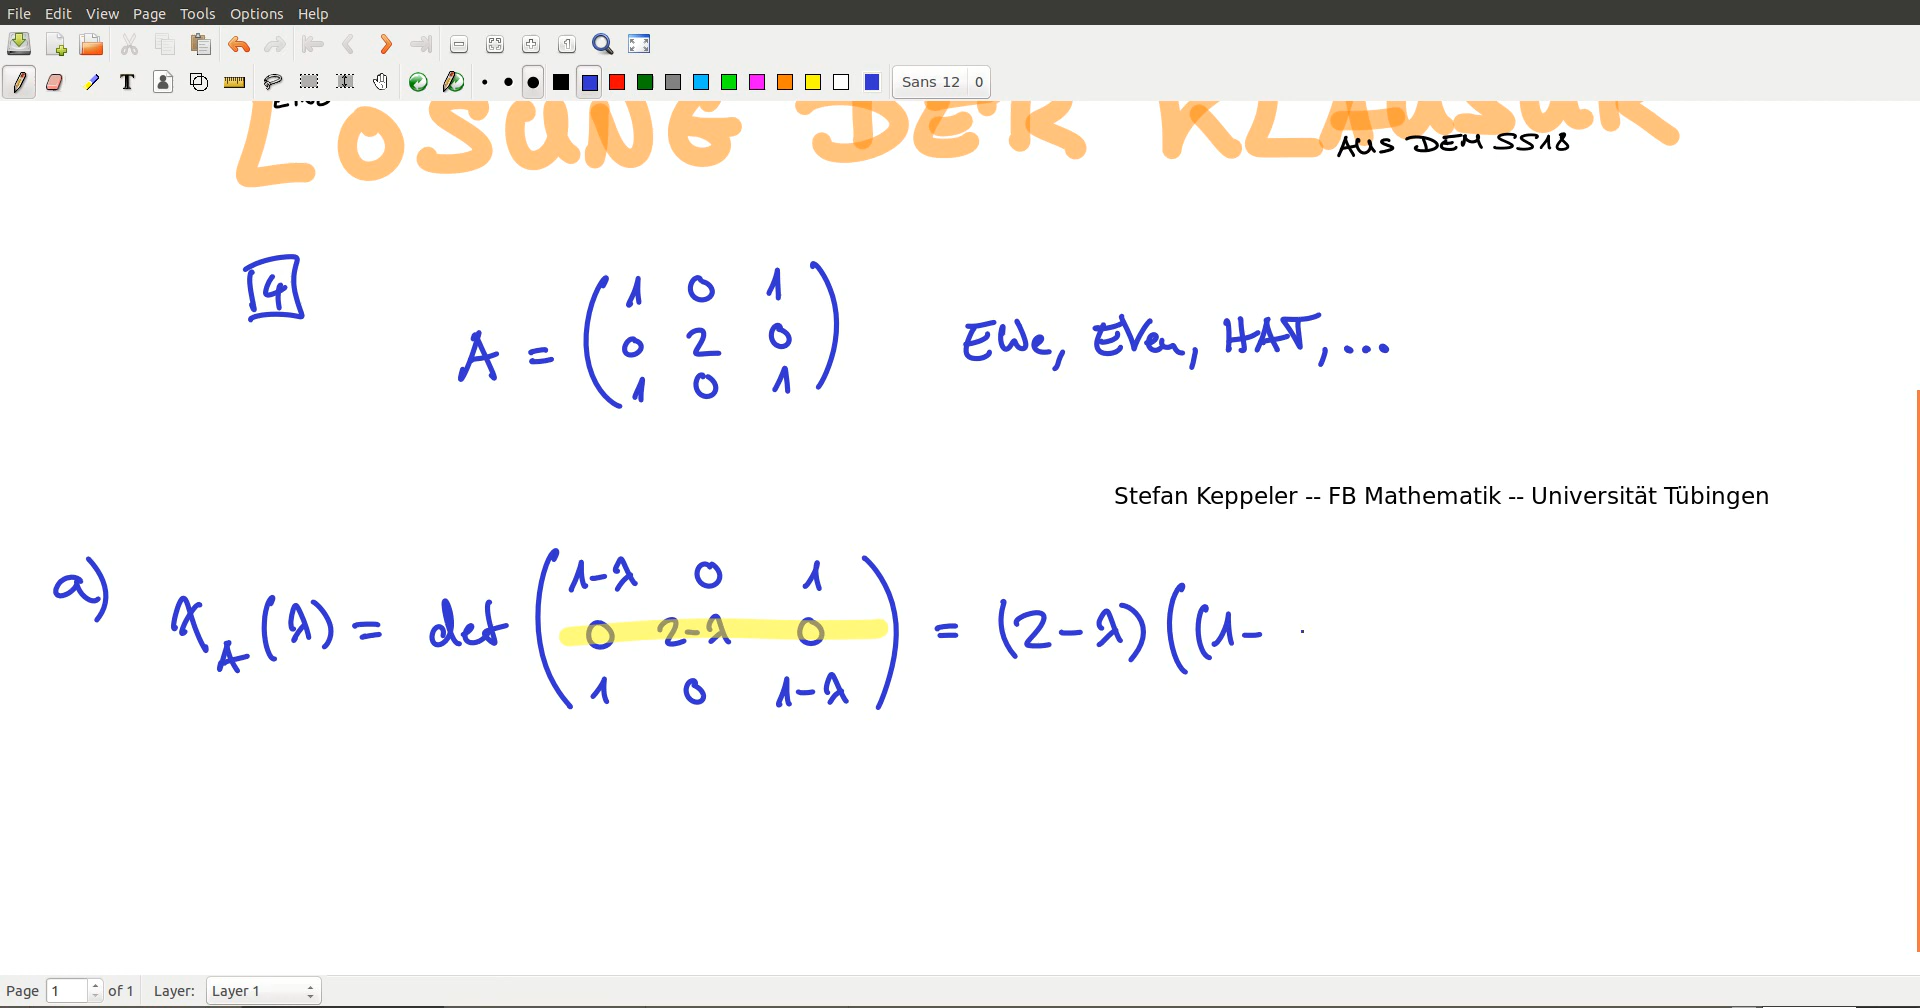 File Edit View Page Tools Options Help
Sans 12 0
LÖSUNG DER KLAUSUR
AUS DEM SS18
4
A = ( 1 0 1
0 2 0
1 0 1 ) EWe, EVen, HAT, ...
Stefan Keppeler -- FB Mathematik -- Universität Tübingen
a) χ_A(λ) = det ( 1-λ 0 1
0 2-λ 0
1 0 1-λ ) = (2-λ)((1-
Page 1 of 1 Layer: Layer 1